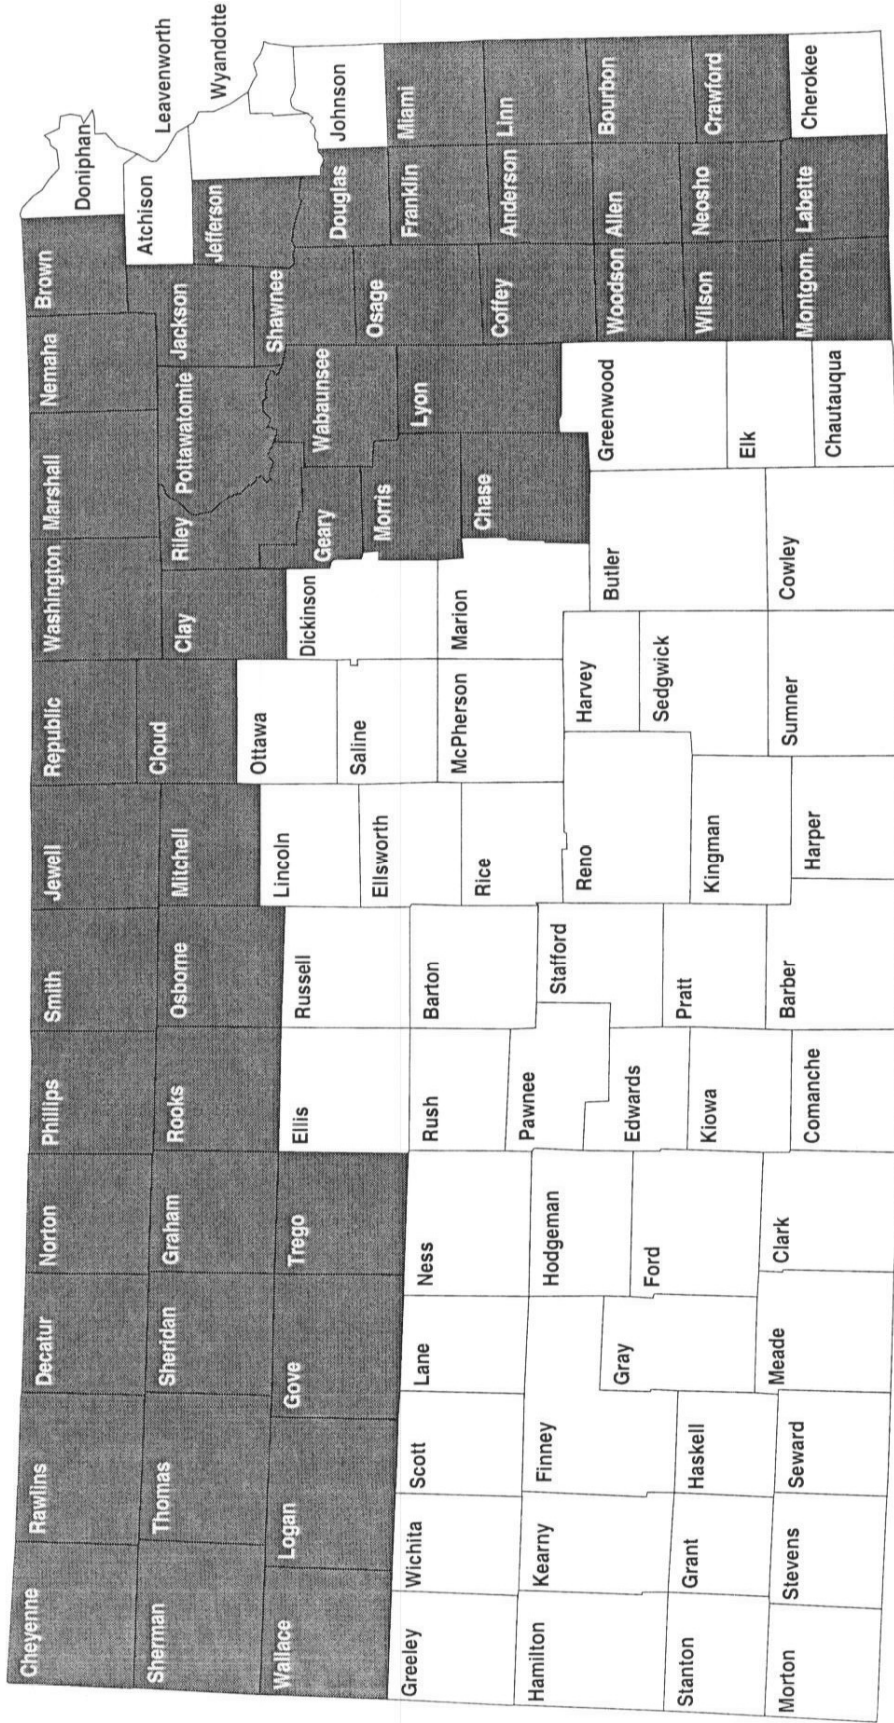 Cheyenne
Rawlins
Decatur
Norton
Phillips
Smith
Jewell
Republic
Washington
Marshall
Nemaha
Brown
Doniphan
Atchison
Leavenworth
Wyandotte
Sherman
Thomas
Sheridan
Graham
Rooks
Osborne
Mitchell
Cloud
Clay
Riley
Pottawatomie
Jackson
Jefferson
Wallace
Logan
Gove
Trego
Ellis
Russell
Lincoln
Ottawa
Saline
Dickinson
Geary
Wabaunsee
Shawnee
Douglas
Johnson
Greeley
Wichita
Scott
Lane
Ness
Rush
Barton
Ellsworth
Rice
McPherson
Marion
Morris
Chase
Lyon
Osage
Franklin
Miami
Hamilton
Kearny
Finney
Gray
Hodgeman
Pawnee
Edwards
Stafford
Reno
Harvey
Sedgwick
Butler
Greenwood
Coffey
Anderson
Linn
Woodson
Allen
Bourbon
Stanton
Grant
Haskell
Ford
Kiowa
Pratt
Kingman
Elk
Wilson
Neosho
Crawford
Morton
Stevens
Seward
Meade
Clark
Comanche
Barber
Harper
Sumner
Cowley
Chautauqua
Montgom.
Labette
Cherokee